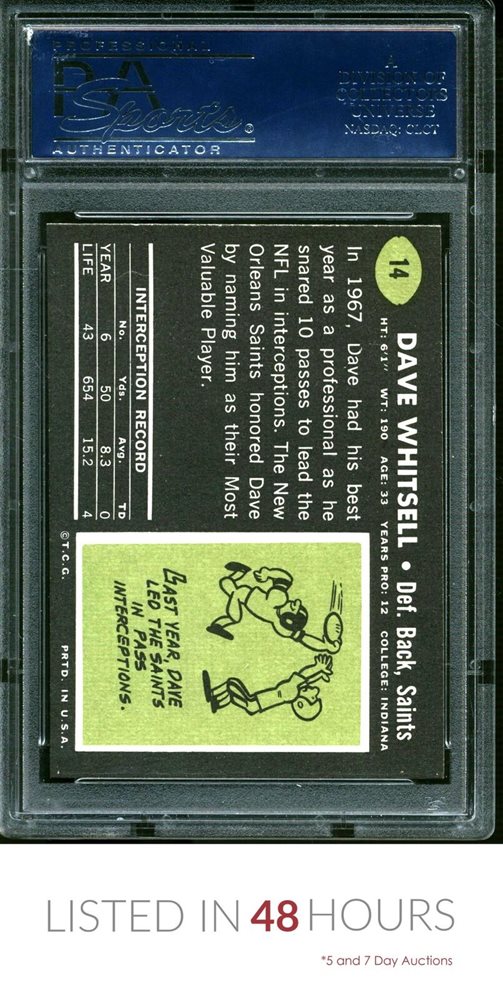 PROFESSIONAL
PSA
Sports®
AUTHENTICATOR
A
DIVISION OF
COLLECTORS
UNIVERSE
NASDAQ: CLCT
14
DAVE WHITSELL • Def. Back, Saints
HT: 6'1" WT: 190 AGE: 33 YEARS PRO: 12 COLLEGE: INDIANA
In 1967, Dave had his best
year as a professional as he
snared 10 passes to lead the
NFL in interceptions. The New
Orleans Saints honored Dave
by naming him as their Most
Valuable Player.
INTERCEPTION RECORD
No. Yds. Avg. TD
YEAR 6 50 8.3 0
LIFE 43 654 15.2 4
LAST YEAR DAVE
LED THE SAINTS
IN PASS
INTERCEPTIONS.
©T.C.G. PRTD. IN U.S.A.
LISTED IN 48 HOURS
*5 and 7 Day Auctions